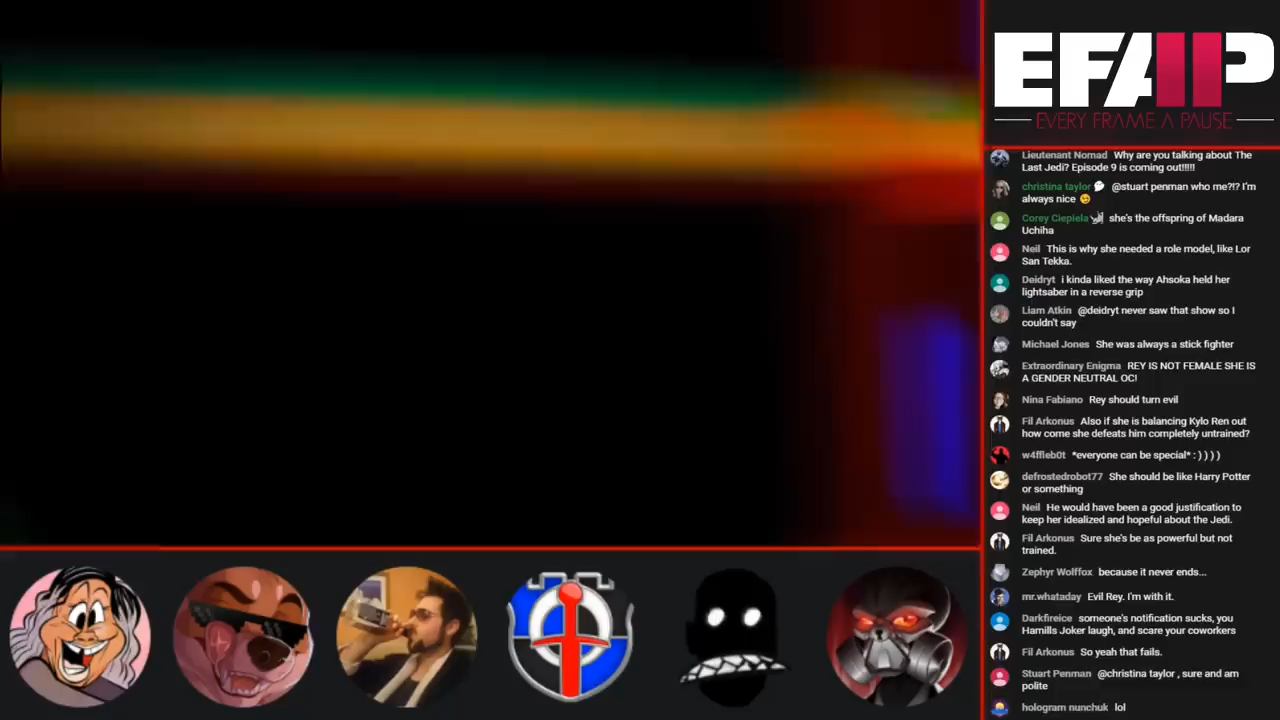 EFAP
EVERY FRAME A PAUSE
Lieutenant Nomad Why are you talking about The
Last Jedi? Episode 9 is coming out!!!!!
christina taylor @stuart penman who me?!? I'm
always nice 😏
Corey Ciepiela she's the offspring of Madara
Uchiha
Neil This is why she needed a role model, like Lor
San Tekka.
Deidryt i kinda liked the way Ahsoka held her
lightsaber in a reverse grip
Liam Atkin @deidryt never saw that show so I
couldn't say
Michael Jones She was always a stick fighter
Extraordinary Enigma REY IS NOT FEMALE SHE IS
A GENDER NEUTRAL OC!
Nina Fabiano Rey should turn evil
Fil Arkonus Also if she is balancing Kylo Ren out
how come she defeats him completely untrained?
w4ffleb0t *everyone can be special* : ) ) ) )
defrostedrobot77 She should be like Harry Potter
or something
Neil He would have been a good justification to
keep her idealized and hopeful about the Jedi.
Fil Arkonus Sure she's be as powerful but not
trained.
Zephyr Wolffox because it never ends...
mr.whataday Evil Rey. I'm with it.
Darkfireice someone's notification sucks, you
Hamills Joker laugh, and scare your coworkers
Fil Arkonus So yeah that fails.
Stuart Penman @christina taylor , sure and am
polite
hologram nunchuk lol